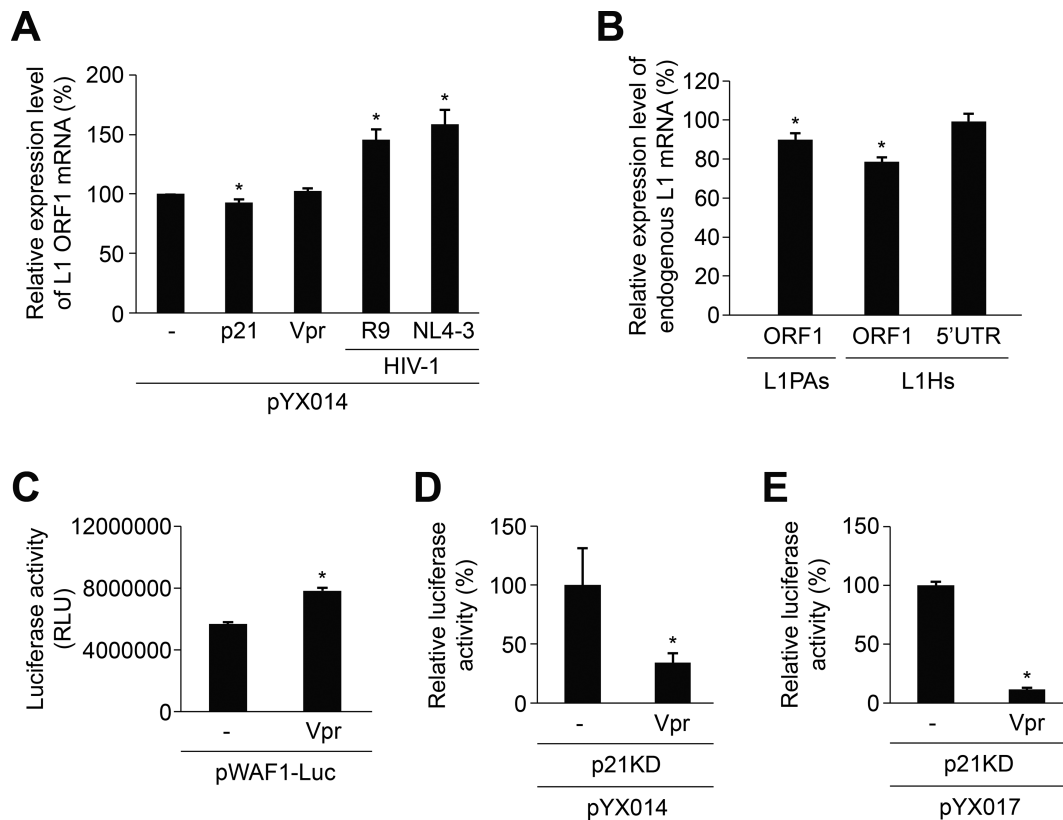 A
Relative expression level
of L1 ORF1 mRNA (%)
200
150
100
50
0
*
*
*
-
p21
Vpr
R9
NL4-3
HIV-1
pYX014
B
Relative expression level of
endogenous L1 mRNA (%)
120
100
80
60
40
20
0
*
*
ORF1
ORF1
5’UTR
L1PAs
L1Hs
C
Luciferase activity
(RLU)
12000000
8000000
4000000
0
*
-
Vpr
pWAF1-Luc
D
Relative luciferase
activity (%)
150
100
50
0
*
-
Vpr
p21KD
pYX014
E
Relative luciferase
activity (%)
150
100
50
0
*
-
Vpr
p21KD
pYX017